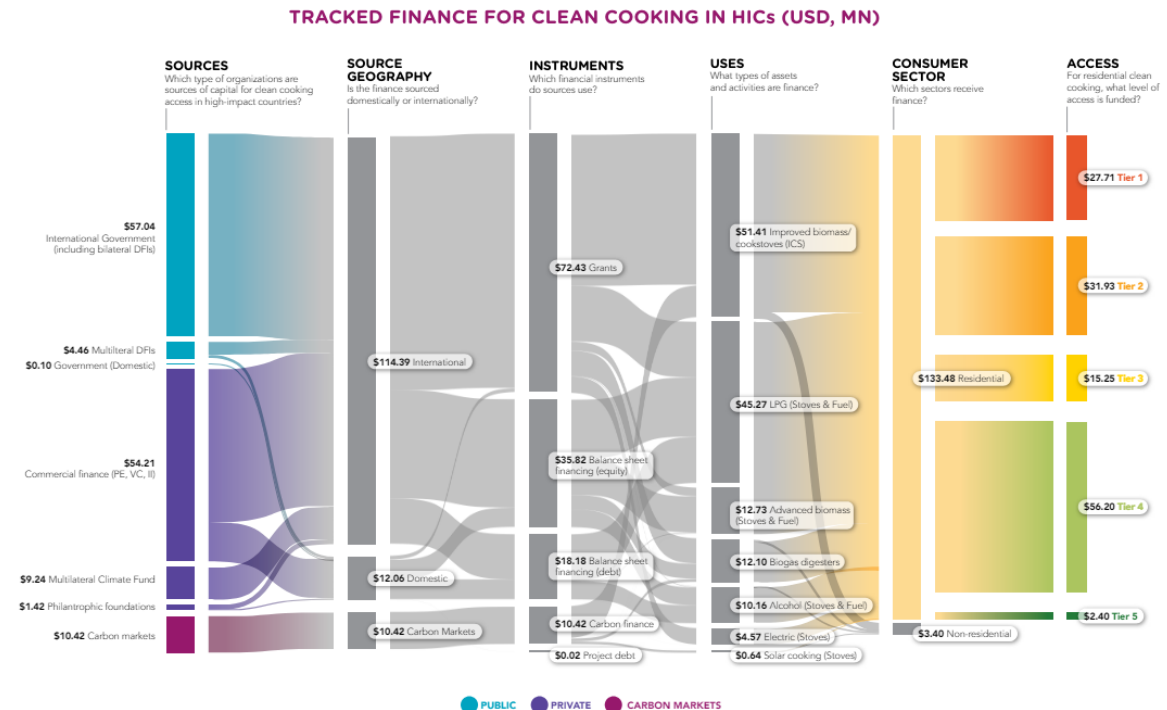 TRACKED FINANCE FOR CLEAN COOKING IN HICs (USD, MN)
SOURCES
Which type of organizations are
sources of capital for clean cooking
access in high-impact countries?
SOURCE
GEOGRAPHY
Is the finance sourced
domestically or internationally?
INSTRUMENTS
Which financial instruments
do sources use?
USES
What types of assets
and activities are finance?
CONSUMER
SECTOR
Which sectors receive
finance?
ACCESS
For residential clean
cooking, what level of
access is funded?
$57.04
International Government
(including bilateral DFIs)
$4.46 Multilteral DFIs
$0.10 Government (Domestic)
$54.21
Commercial finance (PE, VC, II)
$9.24 Multilateral Climate Fund
$1.42 Philantrophic foundations
$10.42 Carbon markets
$114.39 International
$12.06 Domestic
$10.42 Carbon Markets
$72.43 Grants
$35.82 Balance sheet
financing (equity)
$18.18 Balance sheet
financing (debt)
$10.42 Carbon finance
$0.02 Project debt
$51.41 Improved biomass/
cookstoves (ICS)
$45.27 LPG (Stoves & Fuel)
$12.73 Advanced biomass
(Stoves & Fuel)
$12.10 Biogas digesters
$10.16 Alcohol (Stoves & Fuel)
$4.57 Electric (Stoves)
$0.64 Solar cooking (Stoves)
$133.48 Residential
$3.40 Non-residential
$27.71 Tier 1
$31.93 Tier 2
$15.25 Tier 3
$56.20 Tier 4
$2.40 Tier 5
PUBLIC
PRIVATE
CARBON MARKETS